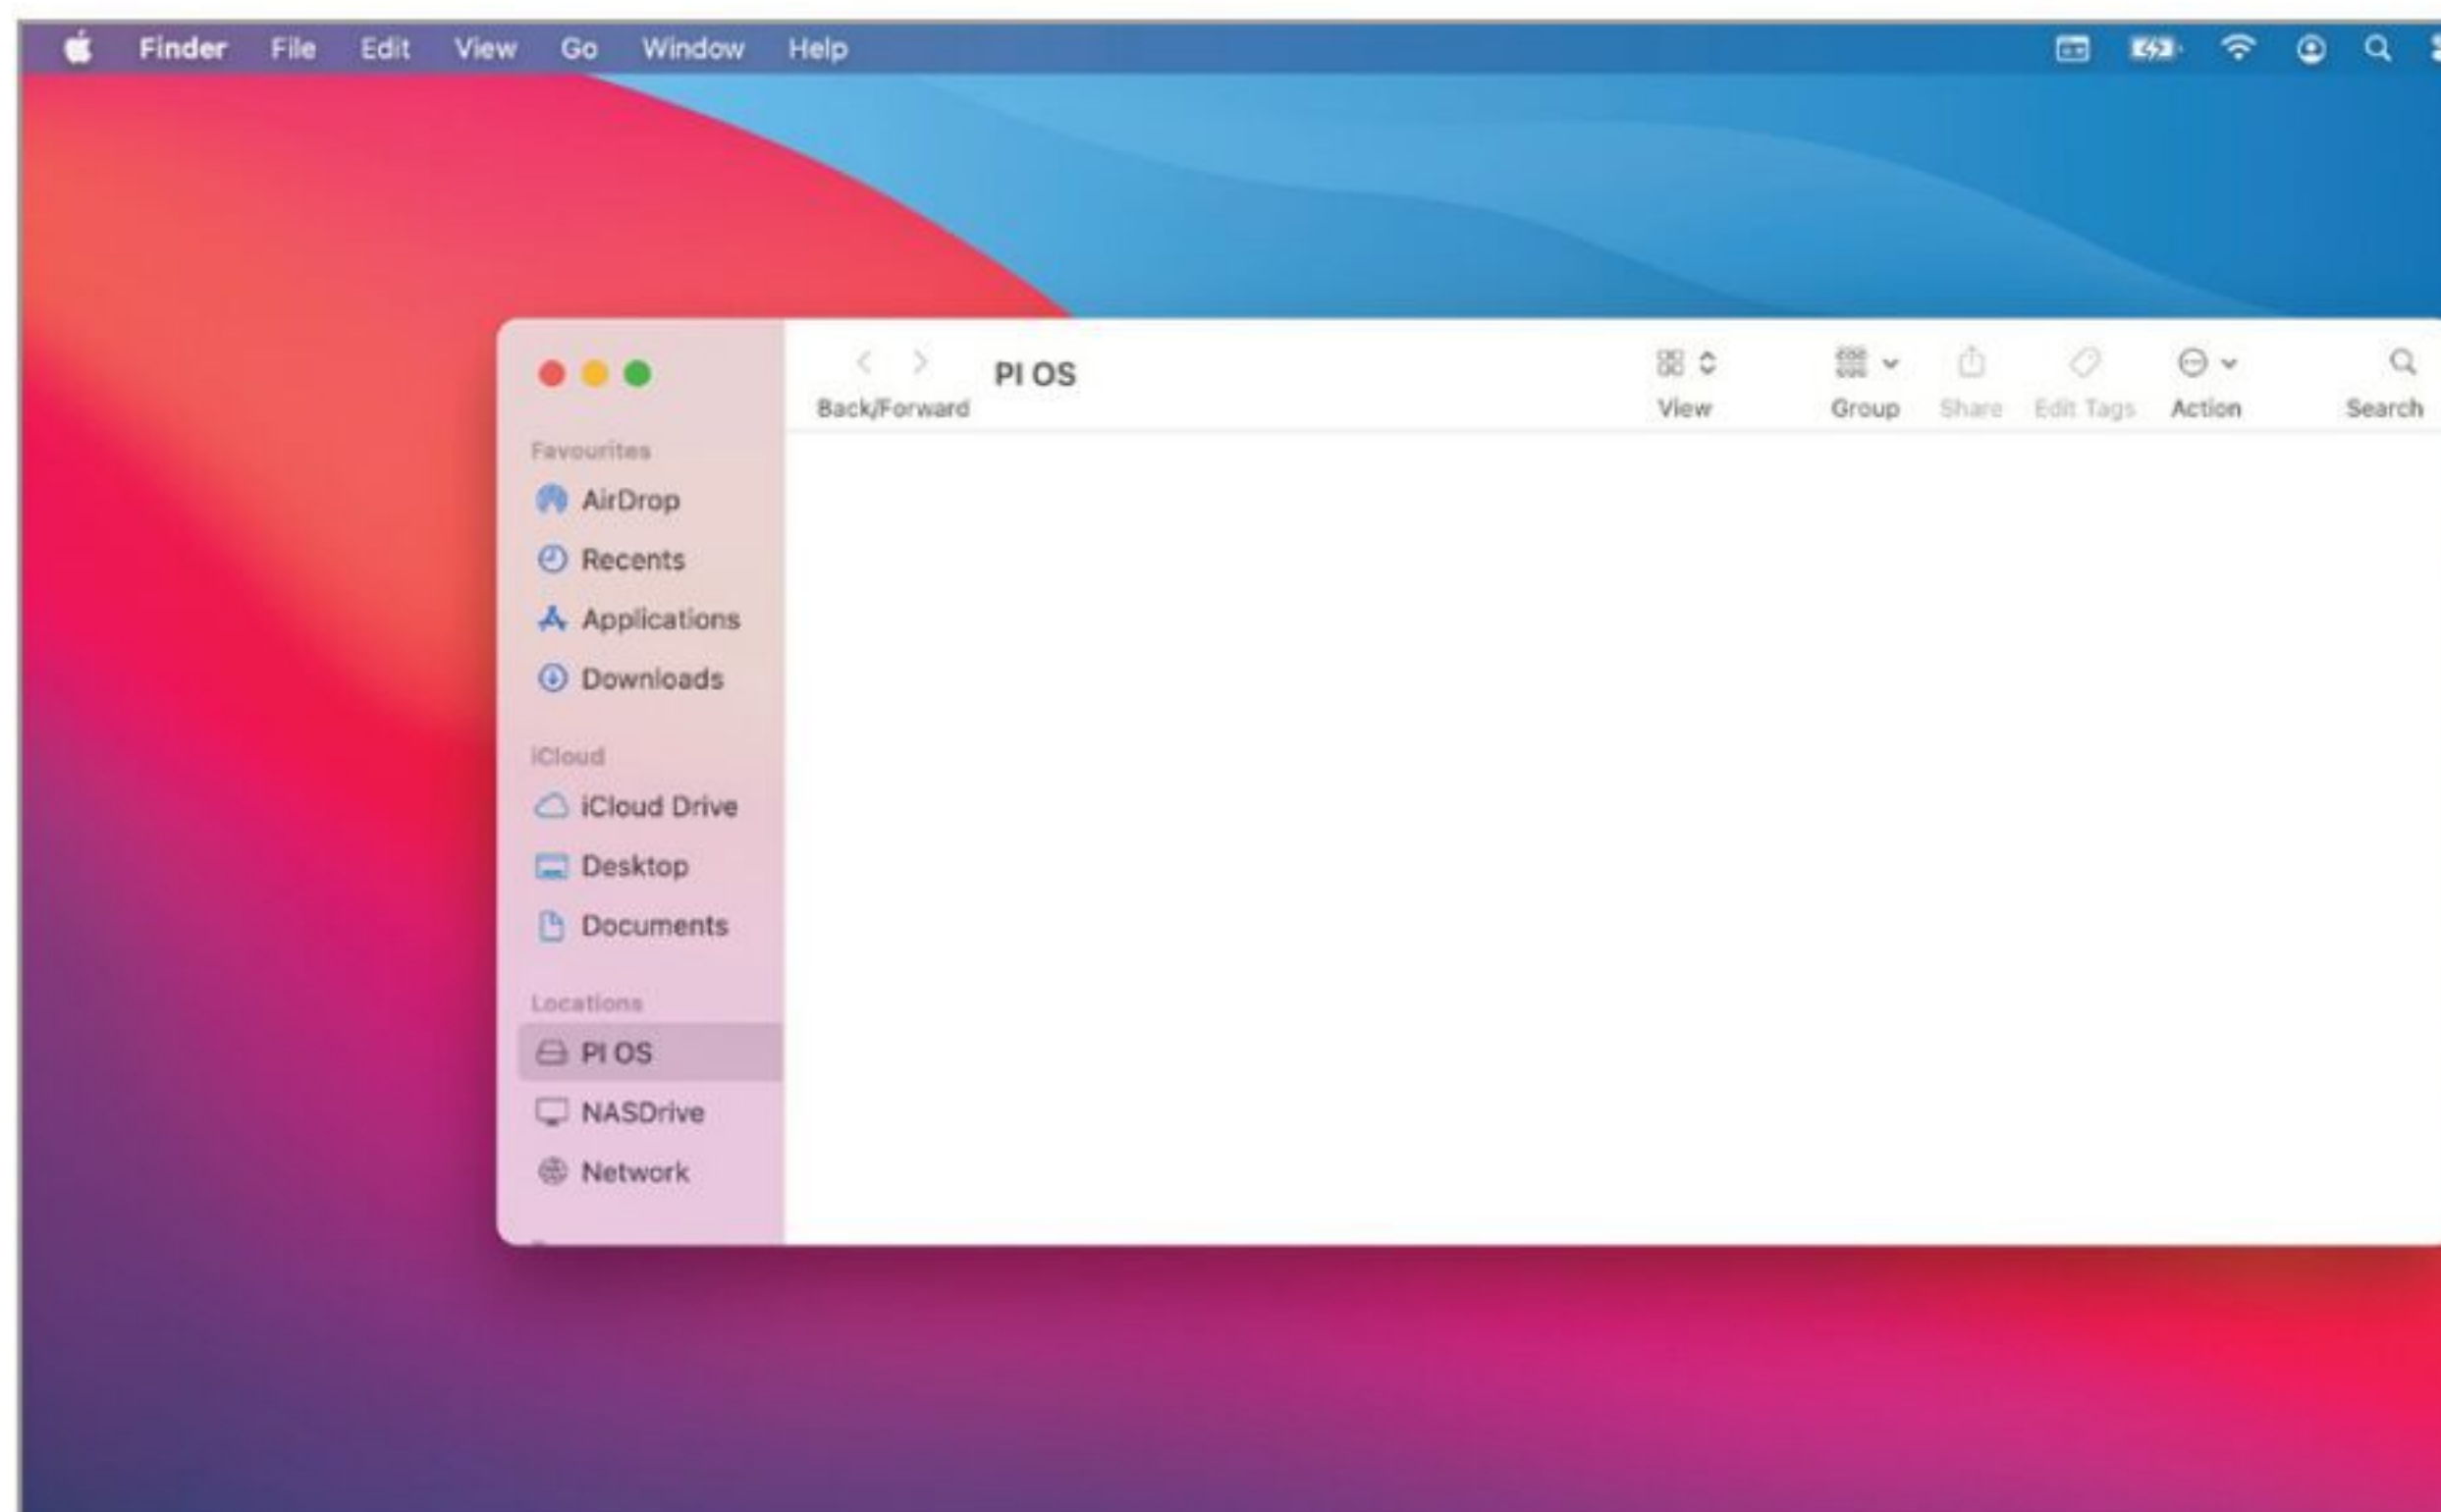 Finder File Edit View Go Window Help
PI OS
Back/Forward View Group Share Edit Tags Action Search
Favourites
AirDrop
Recents
Applications
Downloads
iCloud
iCloud Drive
Desktop
Documents
Locations
PI OS
NASDrive
Network